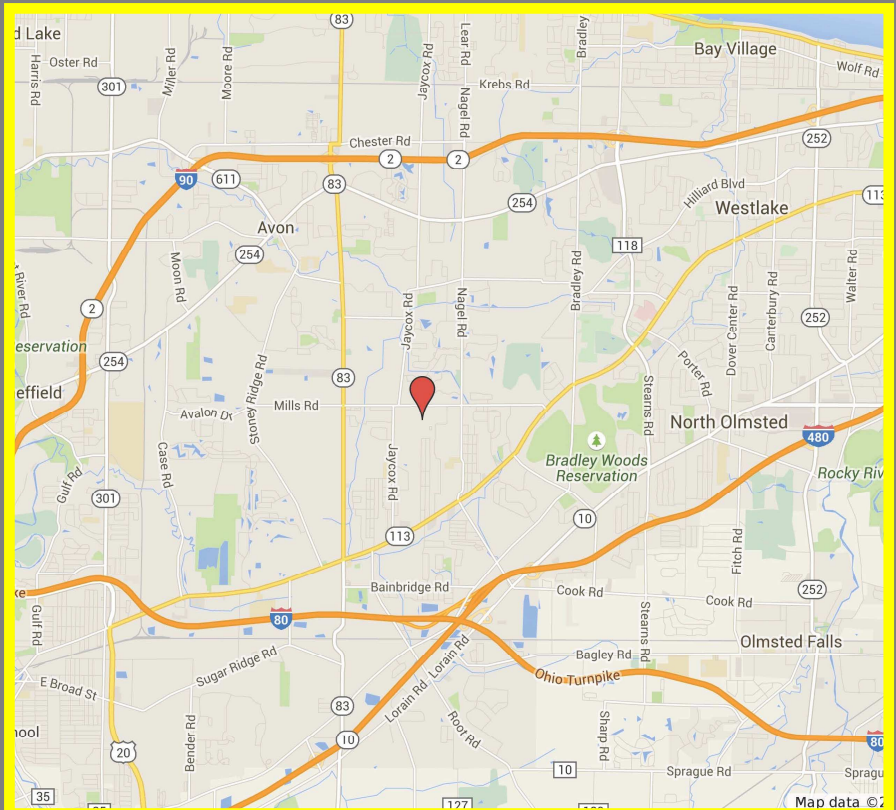 83
d Lake
Oster Rd
Harris Rd
301
Miller Rd
Moore Rd
Jaycox Rd
Lear Rd
Nagel Rd
Krebs Rd
Bradley
Bay Village
Wolf Rd
Chester Rd
2
2
252
90
611
83
254
Hilliard Blvd
Westlake
113
Avon
254
118
Moon Rd
t River Rd
2
Jaycox Rd
Nagel Rd
Bradley Rd
Dover Center Rd
Canterbury Rd
Walter Rd
252
eservation
254
effield
83
Stoney Ridge Rd
Mills Rd
Avalon Dr
Porter Rd
Stearns Rd
North Olmsted
480
Case Rd
Gulf Rd
301
Jaycox Rd
Bradley Woods
Reservation
Rocky Riv
10
113
Fitch Rd
ke
Gulf Rd
80
Bainbridge Rd
Cook Rd
Cook Rd
252
Stearns Rd
Olmsted Falls
Sugar Ridge Rd
Lorain Rd
Lorain Rd
Bagley Rd
Ohio Turnpike
E Broad St
83
10
Root Rd
Sharp Rd
hool
20
Bender Rd
80
10
Sprague Rd
Spragu
35
127
Map data ©2